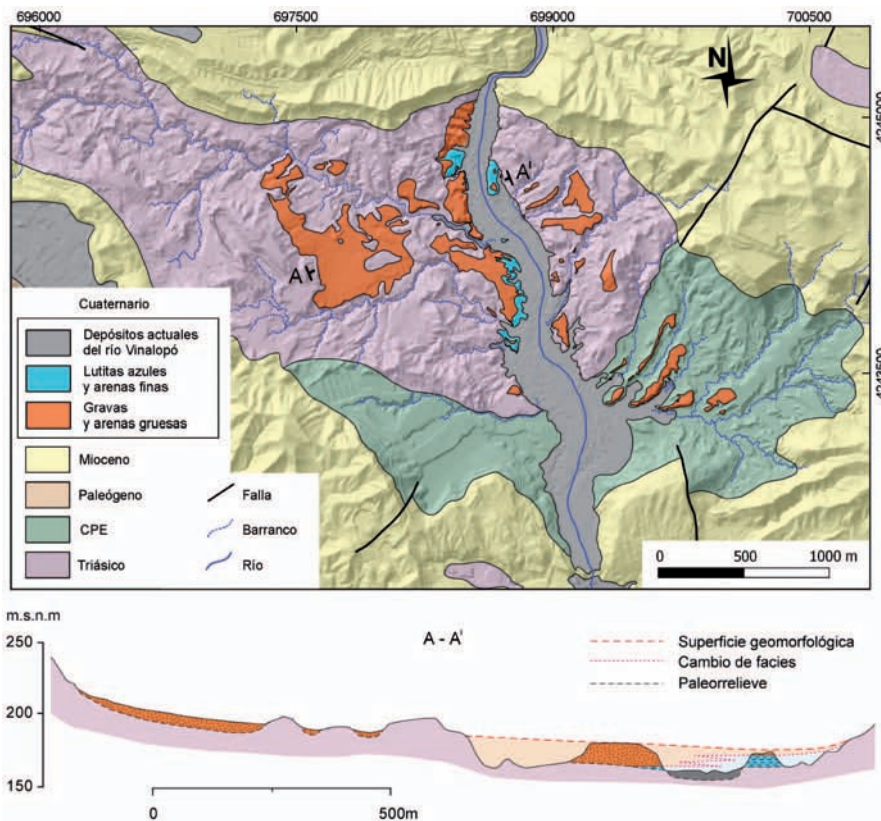 696000
697500
699000
700500
4245000
4243500
N
A
A'
Cuaternario
Depósitos actuales
del río Vinalopó
Lutitas azules
y arenas finas
Gravas
y arenas gruesas
Mioceno
Paleógeno
CPE
Triásico
Falla
Barranco
Río
0 500 1000 m
m.s.n.m
A - A'
250
200
150
Superficie geomorfológica
Cambio de facies
Paleorrelieve
0 500m